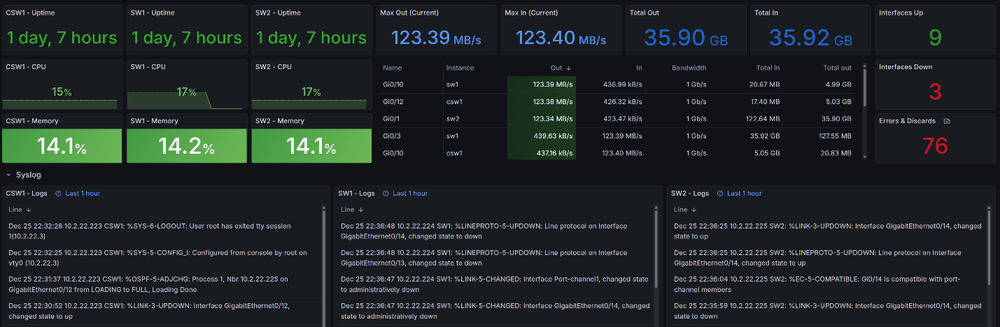 CSW1 - Uptime
1 day, 7 hours
SW1 - Uptime
1 day, 7 hours
SW2 - Uptime
1 day, 7 hours
Max Out (Current)
123.39 MB/s
Max In (Current)
123.40 MB/s
Total Out
35.90 GB
Total In
35.92 GB
Interfaces Up
9
CSW1 - CPU
15%
SW1 - CPU
17%
SW2 - CPU
17%
CSW1 - Memory
14.1%
SW1 - Memory
14.2%
SW2 - Memory
14.1%
Name instance Out ↓ In Bandwidth Total in Total out
Gi0/10 sw1 123.39 MB/s 436.99 kB/s 1 Gb/s 20.67 MB 4.99 GB
Gi0/12 csw1 123.38 MB/s 426.32 kB/s 1 Gb/s 17.40 MB 5.03 GB
Gi0/1 sw2 123.34 MB/s 423.47 kB/s 1 Gb/s 122.64 MB 35.90 GB
Gi0/3 sw1 439.63 kB/s 123.39 MB/s 1 Gb/s 35.92 GB 127.55 MB
Gi0/10 csw1 437.16 kB/s 123.40 MB/s 1 Gb/s 5.05 GB 20.83 MB
Interfaces Down
3
Errors & Discards
76
Syslog
CSW1 - Logs Last 1 hour
Line ↓
Dec 25 22:32:26 10.2.22.223 CSW1: %SYS-6-LOGOUT: User root has exited tty session
1(10.2.22.3)
Dec 25 22:32:25 10.2.22.223 CSW1: %SYS-5-CONFIG_I: Configured from console by root on
vty0 (10.2.22.3)
Dec 25 22:31:37 10.2.22.223 CSW1: %OSPF-5-ADJCHG: Process 1, Nbr 10.2.22.225 on
GigabitEthernet0/12 from LOADING to FULL, Loading Done
Dec 25 22:30:52 10.2.22.223 CSW1: %LINK-3-UPDOWN: Interface GigabitEthernet0/12,
changed state to up
SW1 - Logs Last 1 hour
Line ↓
Dec 25 22:36:48 10.2.22.224 SW1: %LINEPROTO-5-UPDOWN: Line protocol on Interface
GigabitEthernet0/14, changed state to down
Dec 25 22:36:48 10.2.22.224 SW1: %LINEPROTO-5-UPDOWN: Line protocol on Interface
GigabitEthernet0/13, changed state to down
Dec 25 22:36:47 10.2.22.224 SW1: %LINK-5-CHANGED: Interface Port-channel1, changed state
to administratively down
Dec 25 22:36:47 10.2.22.224 SW1: %LINK-5-CHANGED: Interface GigabitEthernet0/14, changed
state to administratively down
SW2 - Logs Last 1 hour
Line ↓
Dec 25 22:36:25 10.2.22.225 SW2: %LINK-3-UPDOWN: Interface GigabitEthernet0/14, changed
state to up
Dec 25 22:36:25 10.2.22.225 SW2: %LINEPROTO-5-UPDOWN: Line protocol on Interface
GigabitEthernet0/14, changed state to up
Dec 25 22:36:04 10.2.22.225 SW2: %EC-5-COMPATIBLE: Gi0/14 is compatible with port-
channel members
Dec 25 22:35:59 10.2.22.225 SW2: %LINK-3-UPDOWN: Interface GigabitEthernet0/14, changed
state to down